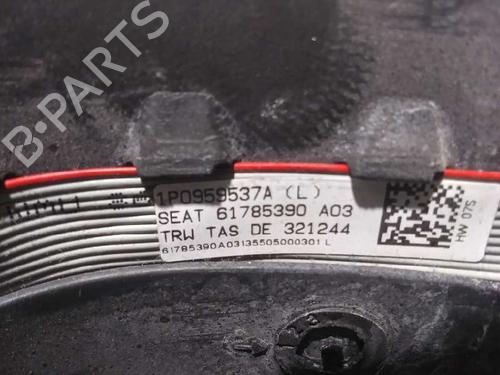 B-PARTS
1P0959537A (L)
SEAT 61785390 A03
TRW TAS DE 321244
61785390A03135505000301 L
HW 07S